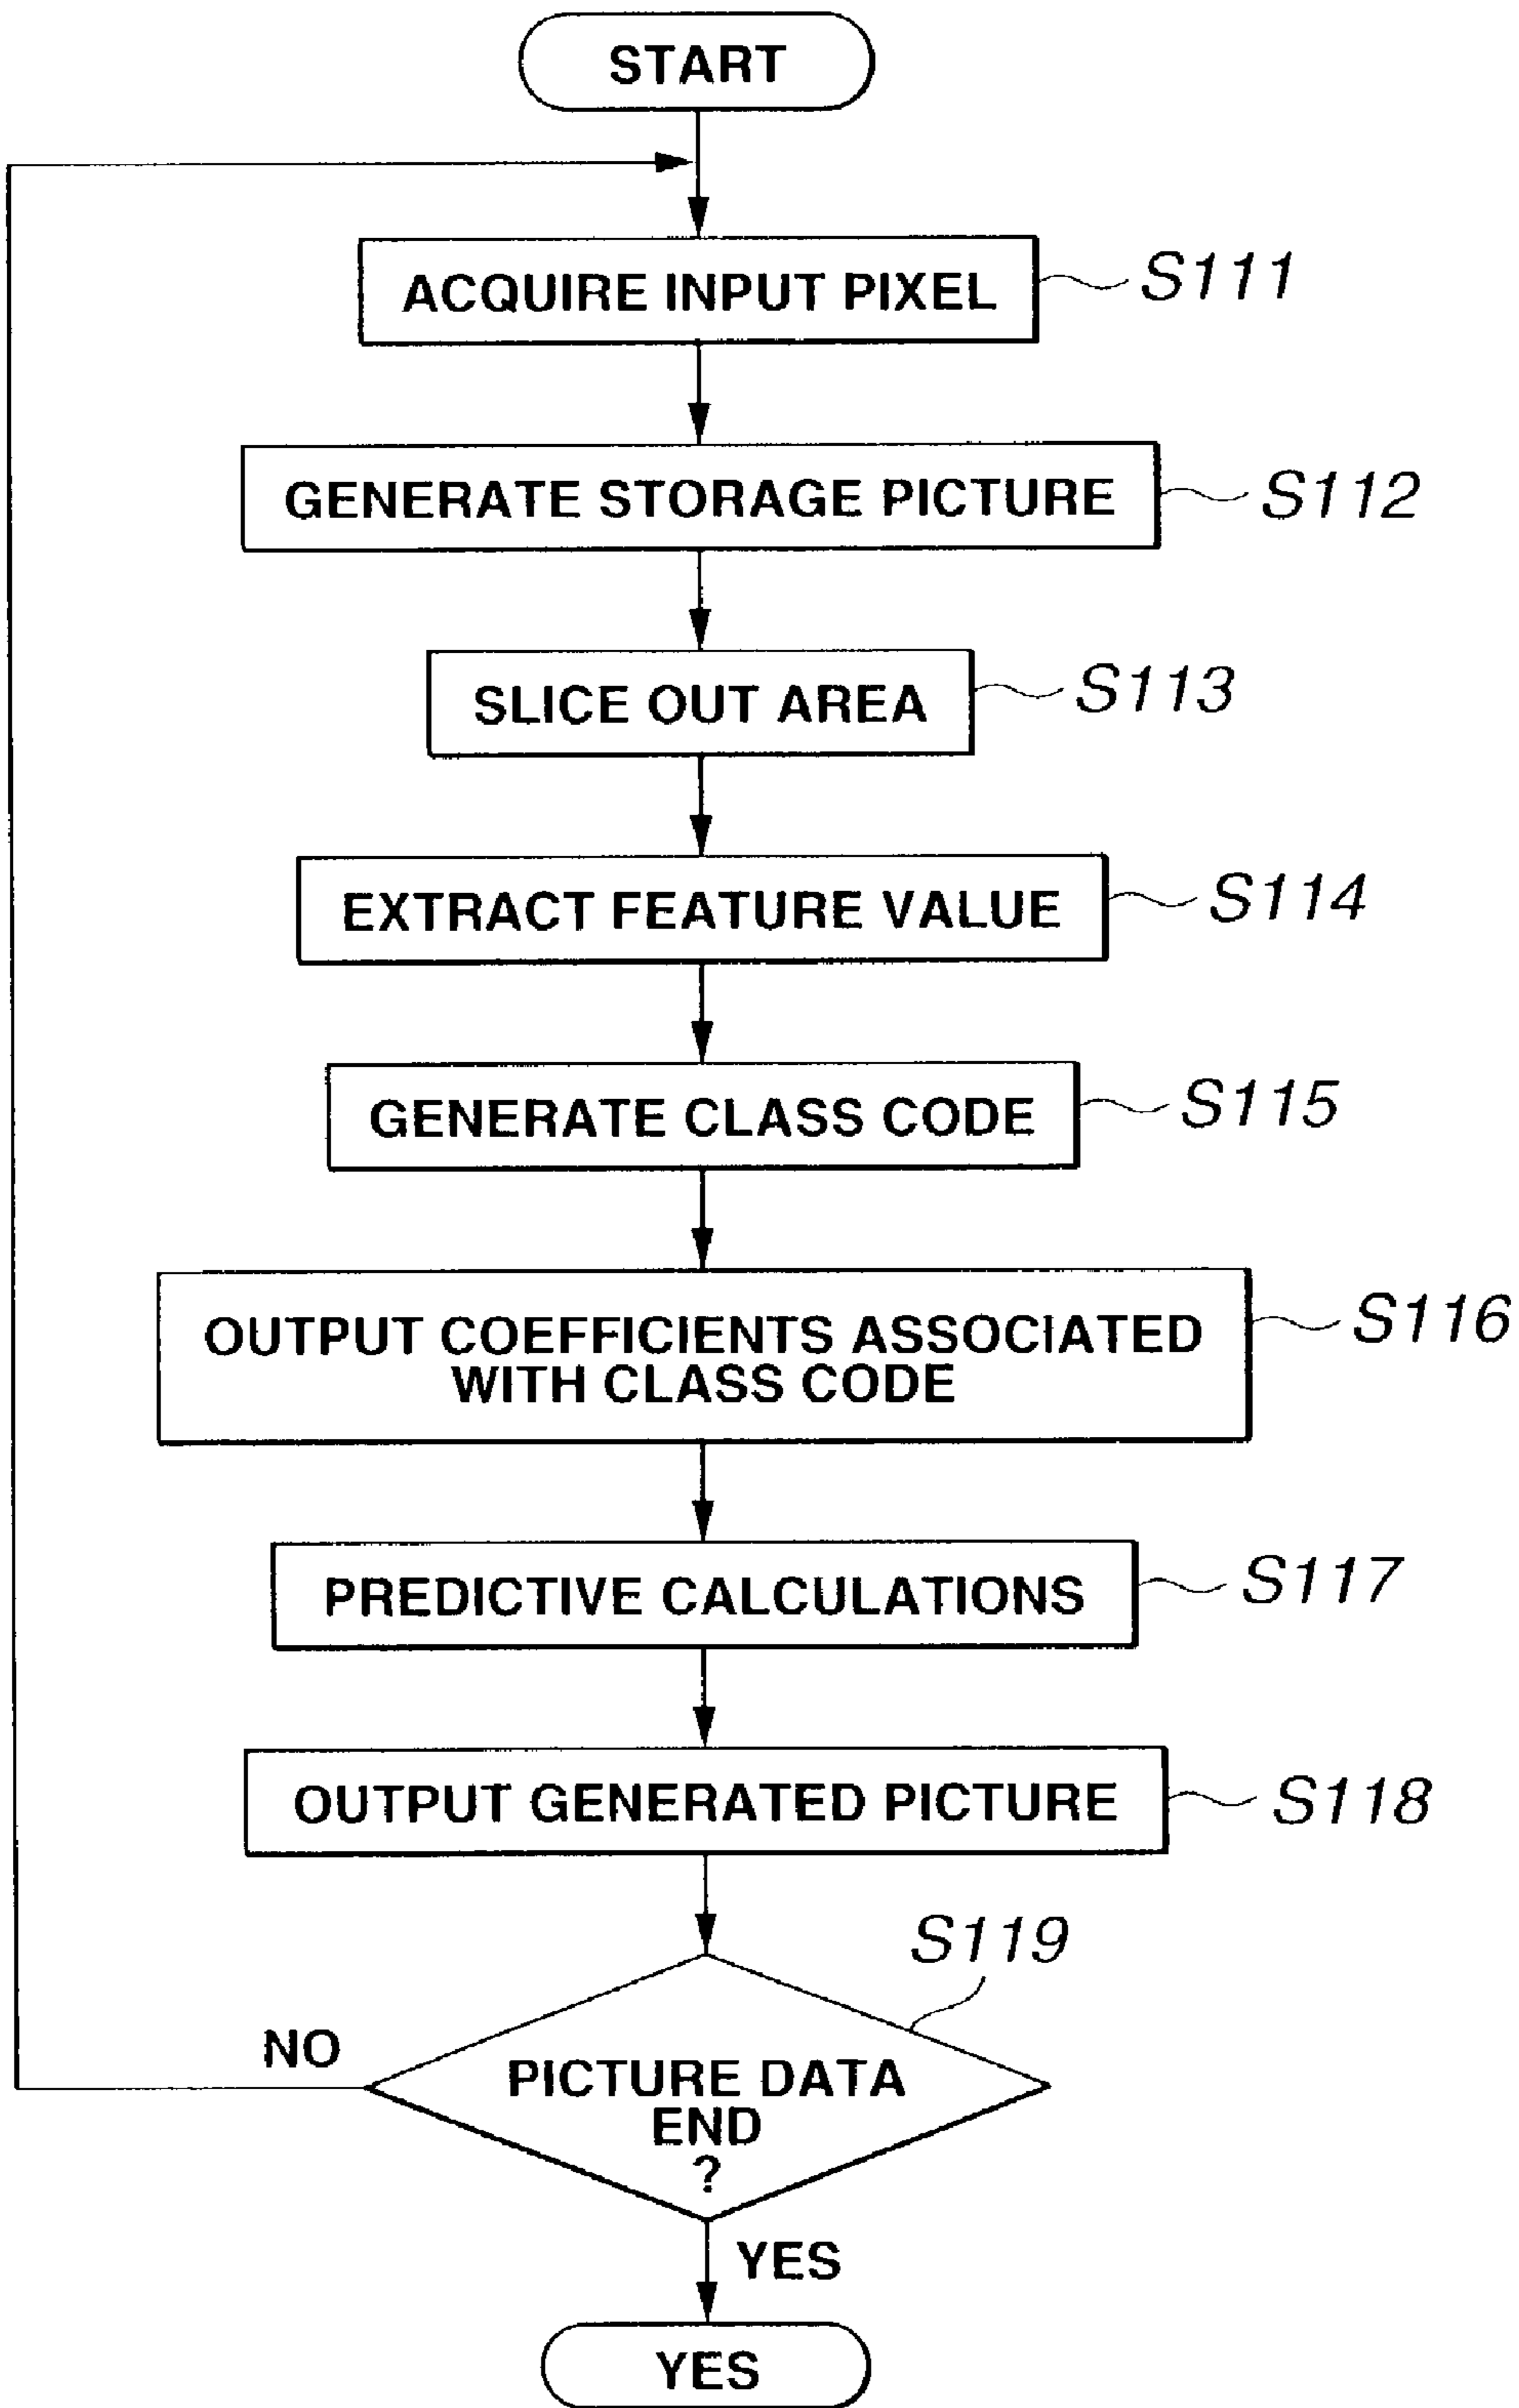 START
ACQUIRE INPUT PIXEL
S111
GENERATE STORAGE PICTURE
S112
SLICE OUT AREA
S113
EXTRACT FEATURE VALUE
S114
GENERATE CLASS CODE
S115
OUTPUT COEFFICIENTS ASSOCIATED
WITH CLASS CODE
S116
PREDICTIVE CALCULATIONS
S117
OUTPUT GENERATED PICTURE
S118
S119
NO
PICTURE DATA
END
?
YES
YES